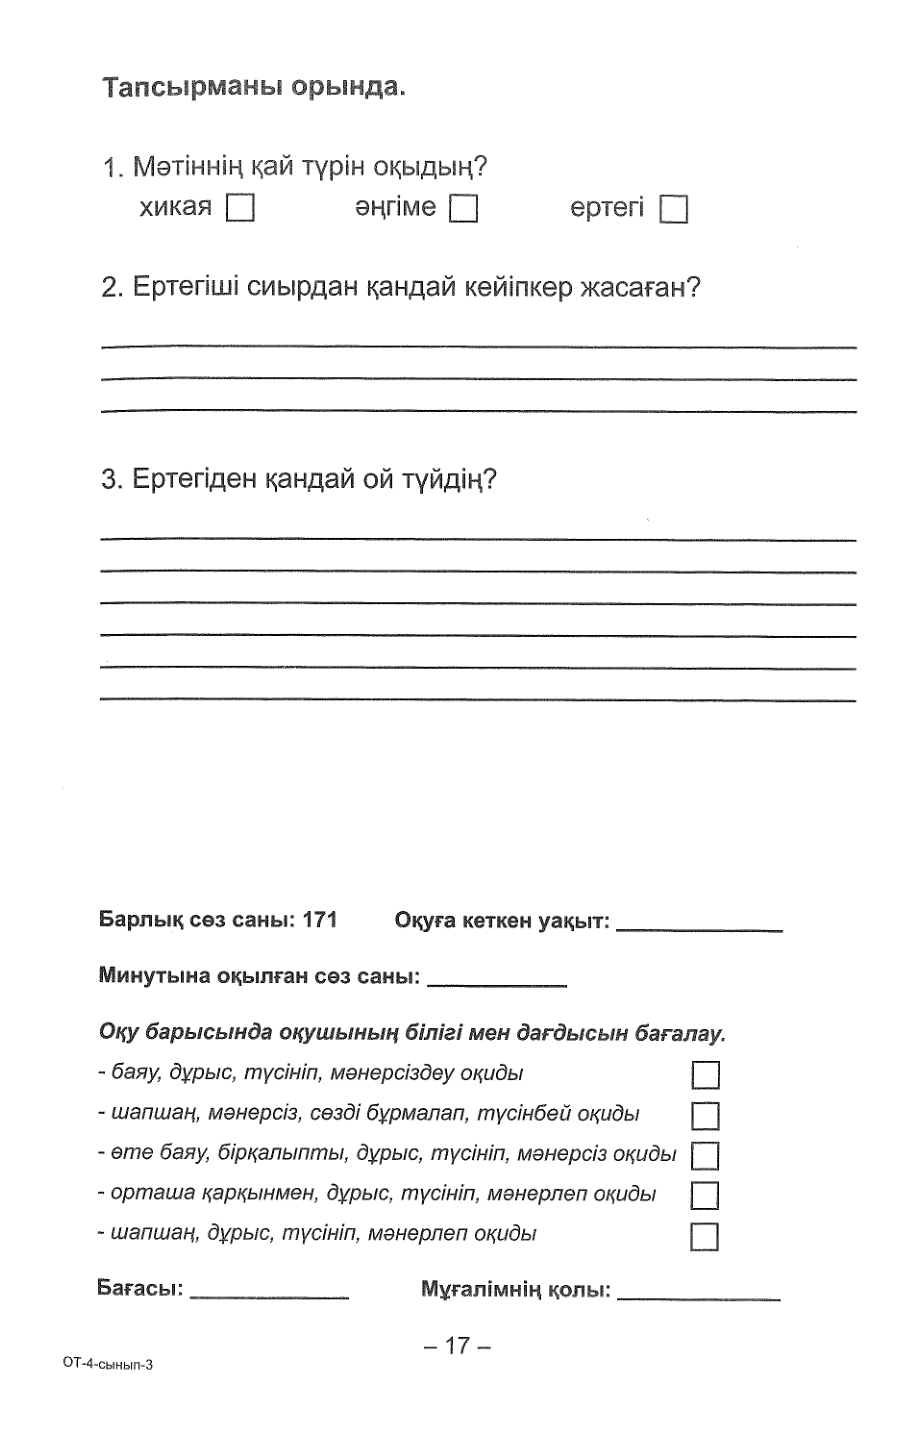 Тапсырманы орында.
1. Мәтіннің қай түрін оқыдың?
хикая әңгіме ертегі
2. Ертегіші сиырдан қандай кейіпкер жасаған?
3. Ертегіден қандай ой түйдің?
Барлық сөз саны: 171 Оқуға кеткен уақыт:
Минутына оқылған сөз саны:
Оқу барысында оқушының білігі мен дағдысын бағалау.
- баяу, дұрыс, түсініп, мәнерсіздеу оқиды
- шапшаң, мәнерсіз, сөзді бұрмалап, түсінбей оқиды
- өте баяу, бірқалыпты, дұрыс, түсініп, мәнерсіз оқиды
- орташа қарқынмен, дұрыс, түсініп, мәнерлеп оқиды
- шапшаң, дұрыс, түсініп, мәнерлеп оқиды
Бағасы: Мұғалімнің қолы:
– 17 –
ОТ-4-сынып-3